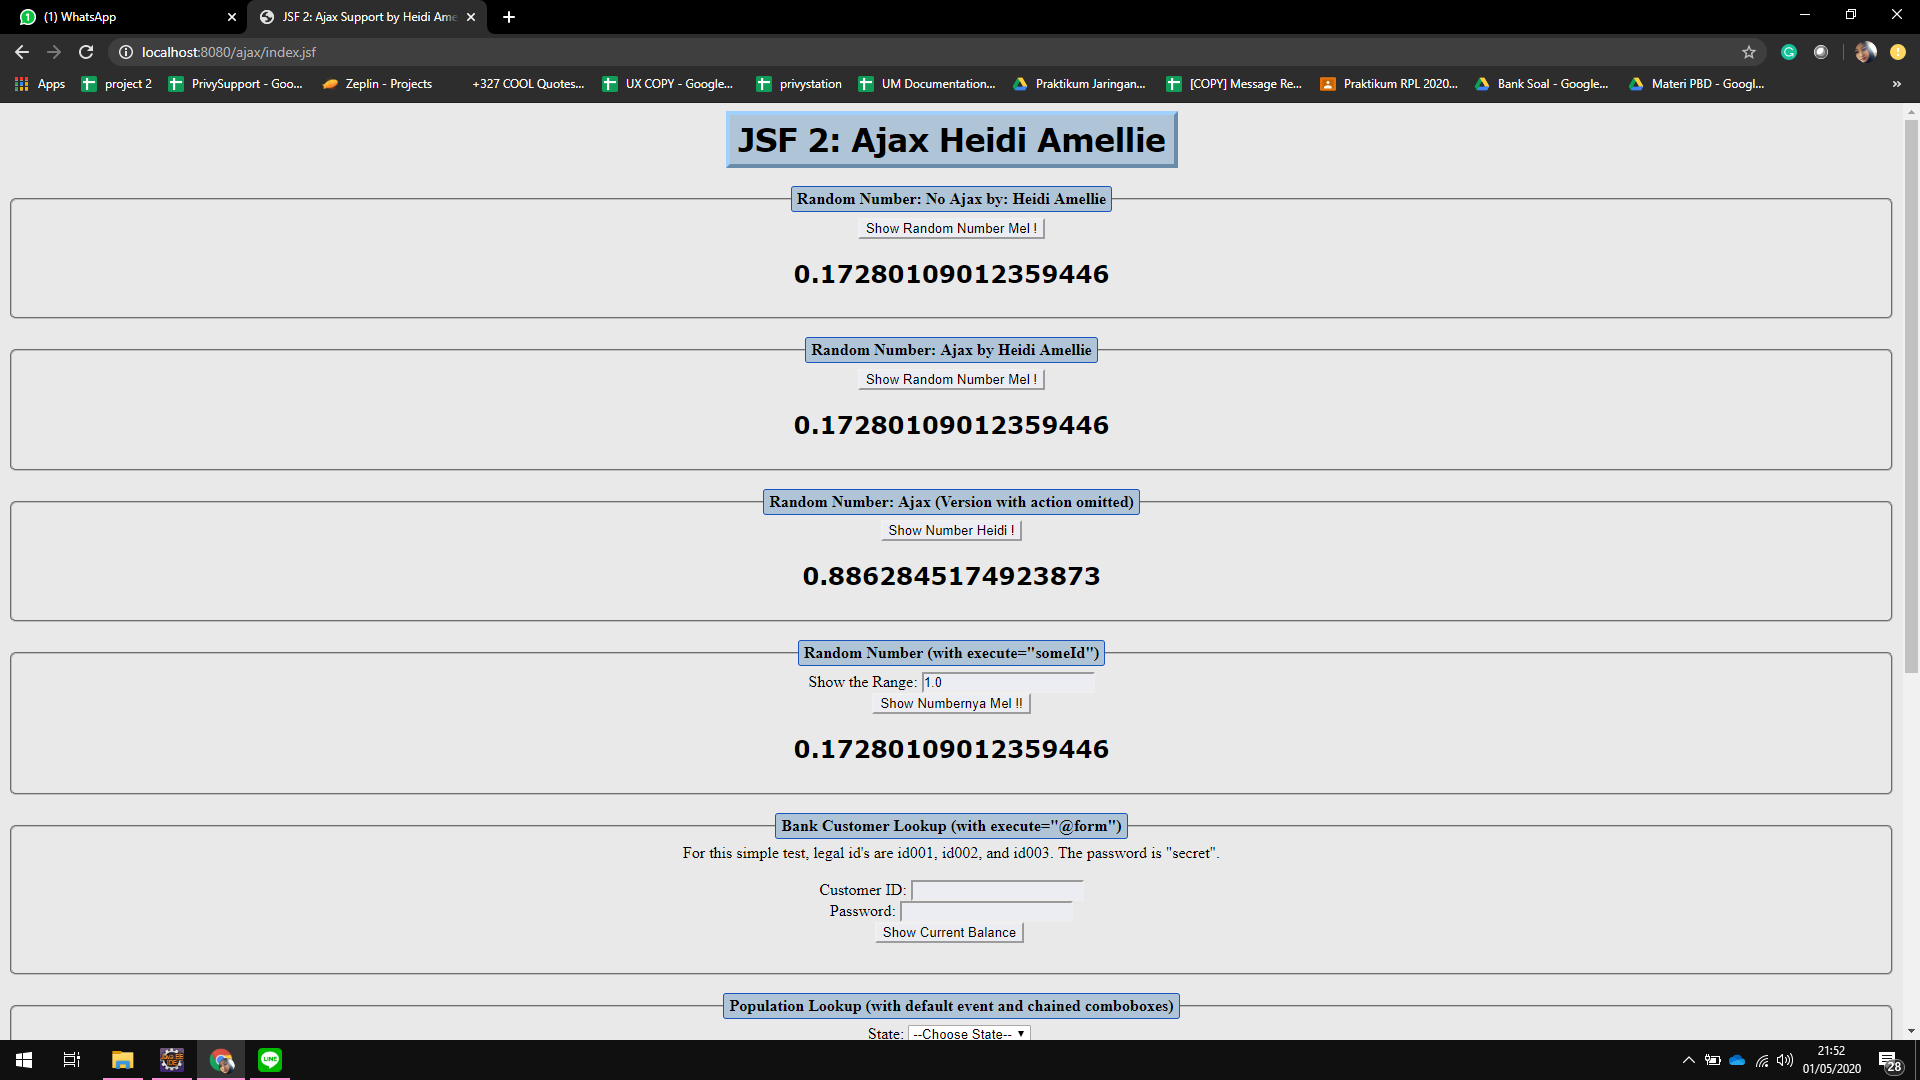 (1) WhatsApp
JSF 2: Ajax Support by Heidi Ame
localhost:8080/ajax/index.jsf
Apps project 2 PrivySupport - Goo... Zeplin - Projects +327 COOL Quotes... UX COPY - Google... privystation UM Documentation... Praktikum Jaringan... [COPY] Message Re... Praktikum RPL 2020... Bank Soal - Google... Materi PBD - Googl... »
JSF 2: Ajax Heidi Amellie
Random Number: No Ajax by: Heidi Amellie
Show Random Number Mel !
0.17280109012359446
Random Number: Ajax by Heidi Amellie
Show Random Number Mel !
0.17280109012359446
Random Number: Ajax (Version with action omitted)
Show Number Heidi !
0.8862845174923873
Random Number (with execute="someId")
Show the Range: 1.0
Show Numbernya Mel !!
0.17280109012359446
Bank Customer Lookup (with execute="@form")
For this simple test, legal id's are id001, id002, and id003. The password is "secret".
Customer ID:
Password:
Show Current Balance
Population Lookup (with default event and chained comboboxes)
State: --Choose State--
LINE
21:52
01/05/2020
28